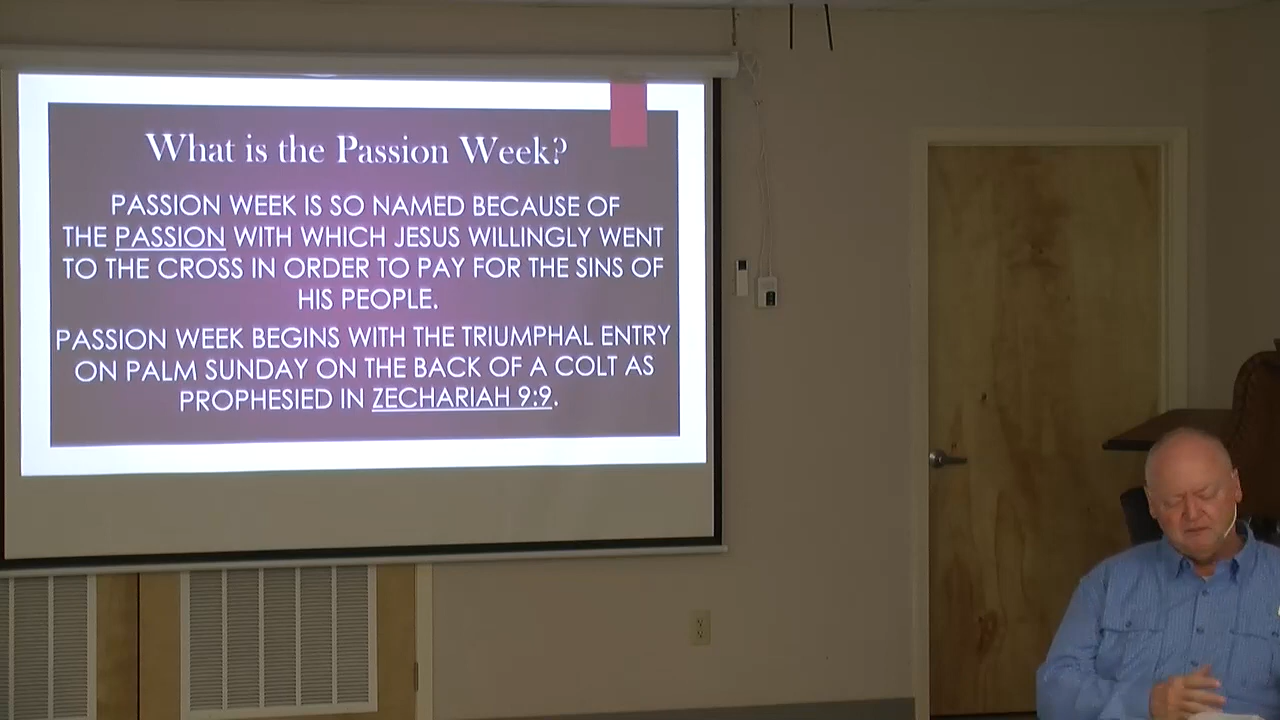 What is the Passion Week?
PASSION WEEK IS SO NAMED BECAUSE OF
THE PASSION WITH WHICH JESUS WILLINGLY WENT
TO THE CROSS IN ORDER TO PAY FOR THE SINS OF
HIS PEOPLE.
PASSION WEEK BEGINS WITH THE TRIUMPHAL ENTRY
ON PALM SUNDAY ON THE BACK OF A COLT AS
PROPHESIED IN ZECHARIAH 9:9.